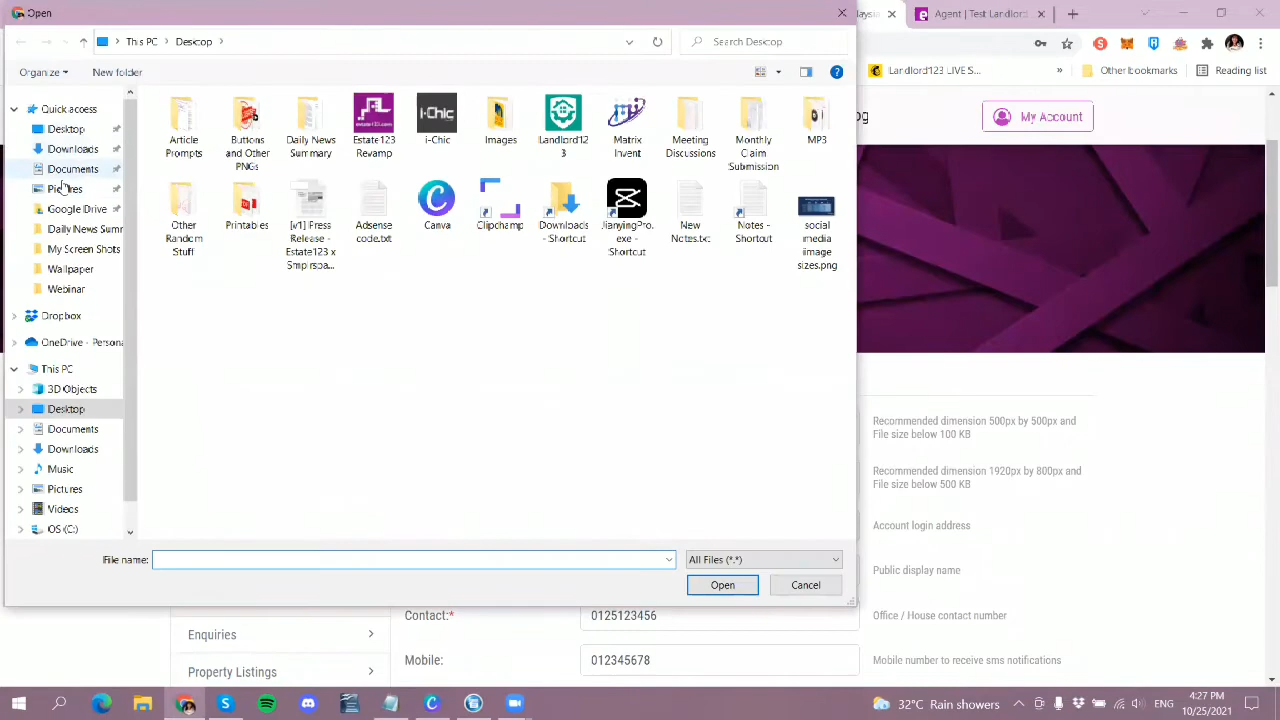 Open
aysia
Agent | Test Landlord
This PC > Desktop >
Search Desktop
Landlord123 LIVE S...
»
Other bookmarks
Reading list
Organize
New folder
Quick access
Desktop
Downloads
Documents
Pictures
Google Drive
Daily News Summ
My Screen Shots
Wallpaper
Webinar
Dropbox
OneDrive - Persona
This PC
3D Objects
Desktop
Documents
Downloads
Music
Pictures
Videos
OS (C:)
Article Prompts
Buttons and Other PNGs
Daily News Summary
Estate123 Revamp
i-Chic
Images
Landlord123
Matrix Invent
Meeting Discussions
Monthly Claim Submission
MP3
Other Random Stuff
Printables
[v1] Press Release - Estate123 x Smplrspa...
Adsense code.txt
Canva
Clipchamp
Downloads - Shortcut
JianyingPro.exe - Shortcut
New Notes.txt
Notes - Shortcut
social media image sizes.png
File name:
All Files (*.*)
Open
Cancel
og
My Account
Recommended dimension 500px by 500px and
File size below 100 KB
Recommended dimension 1920px by 800px and
File size below 500 KB
Account login address
Public display name
Contact:*
0125123456
Office / House contact number
Enquiries
Mobile:
012345678
Mobile number to receive sms notifications
Property Listings
32°C Rain showers
ENG
4:27 PM
10/25/2021